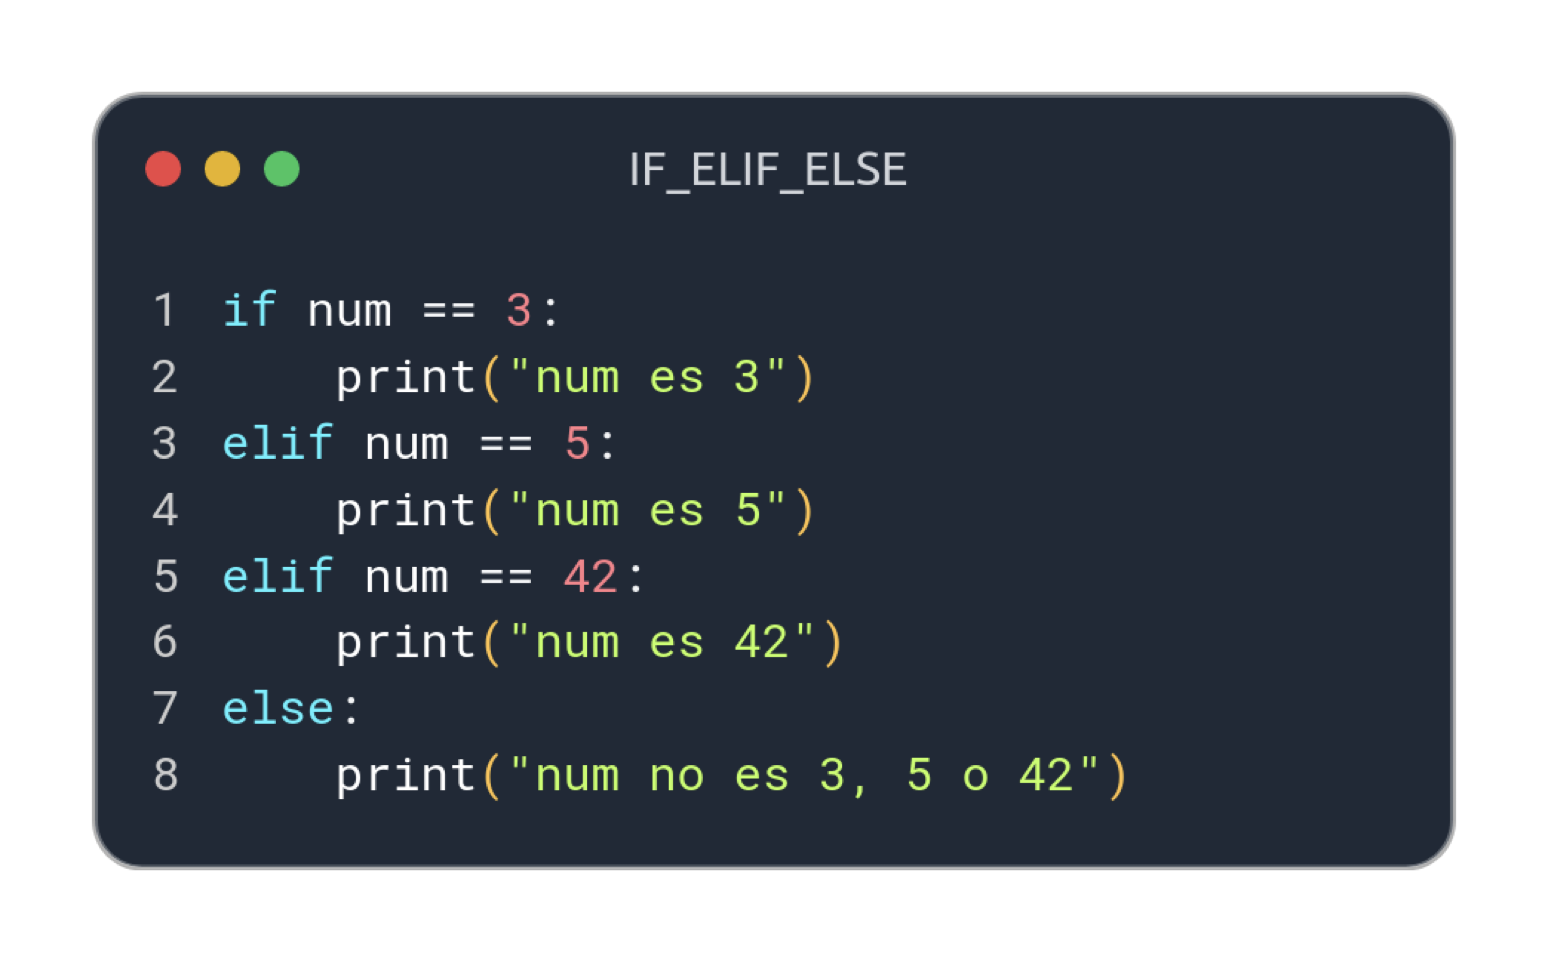 IF_ELIF_ELSE
1 if num == 3:
2     print("num es 3")
3 elif num == 5:
4     print("num es 5")
5 elif num == 42:
6     print("num es 42")
7 else:
8     print("num no es 3, 5 o 42")